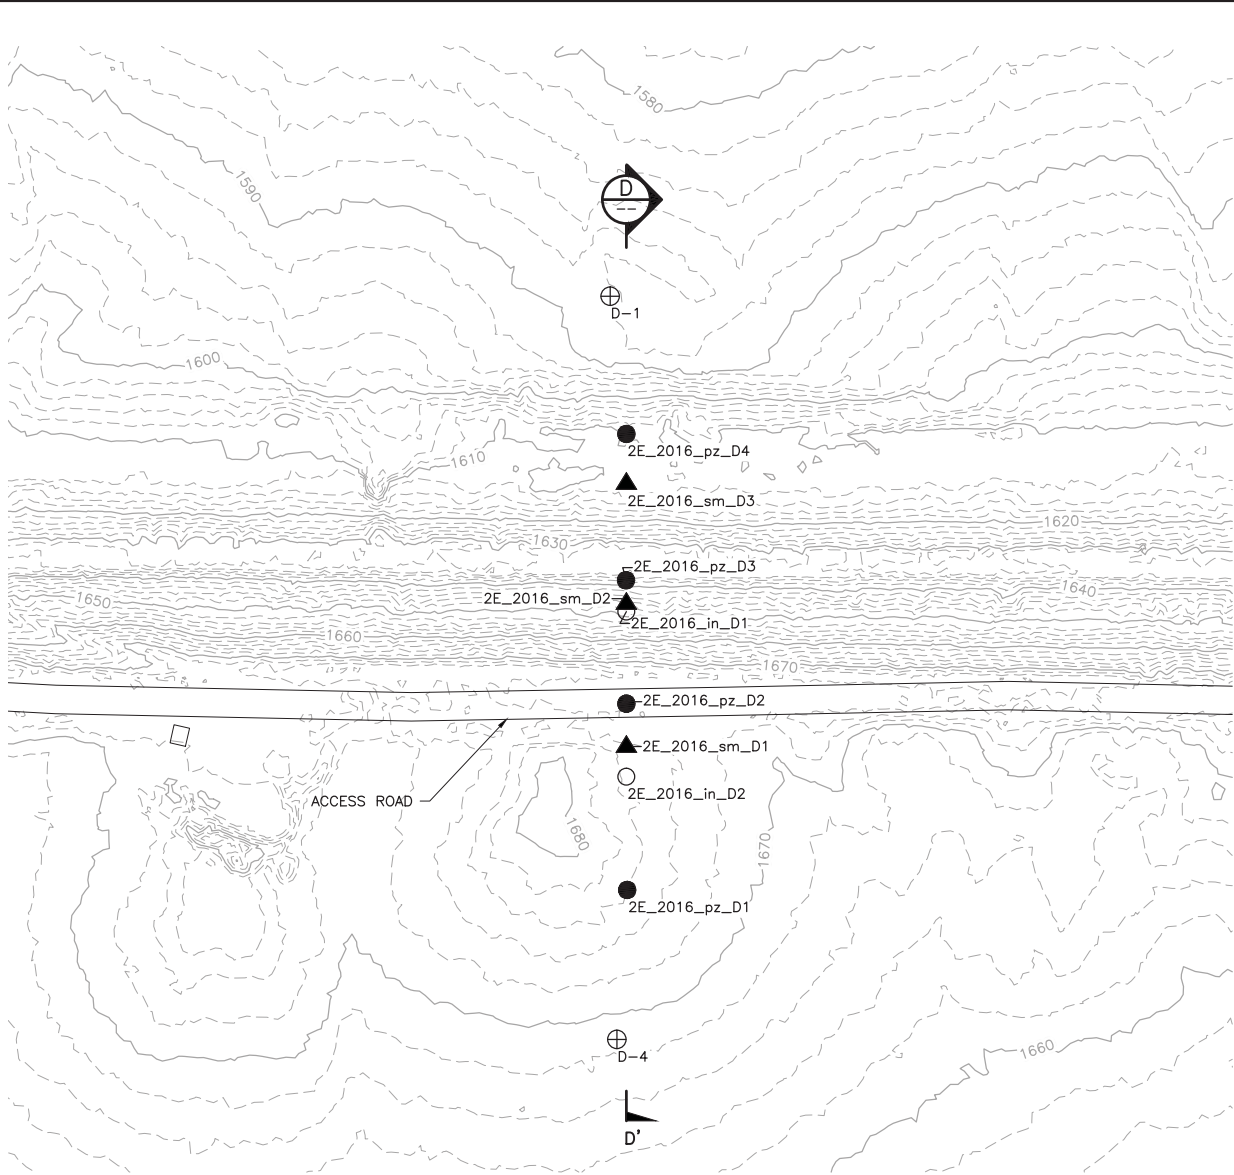 1580
1590
D
--
D-1
1600
2E_2016_pz_D4
1610
2E_2016_sm_D3
1620
1630
2E_2016_pz_D3
1640
2E_2016_sm_D2
1650
2E_2016_in_D1
1660
1670
2E_2016_pz_D2
2E_2016_sm_D1
2E_2016_in_D2
ACCESS ROAD
1680
1670
2E_2016_pz_D1
1660
D-4
D'